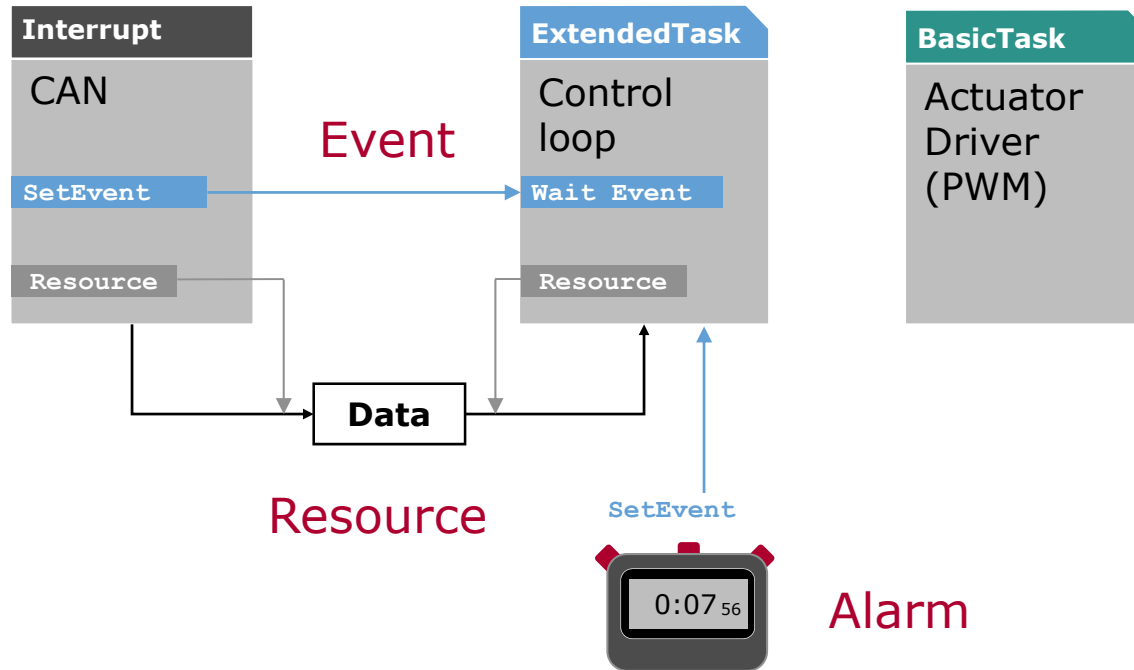 Interrupt
CAN
SetEvent
Resource
Event
ExtendedTask
Control
loop
Wait Event
Resource
BasicTask
Actuator
Driver
(PWM)
Data
Resource
SetEvent
0:07 56
Alarm